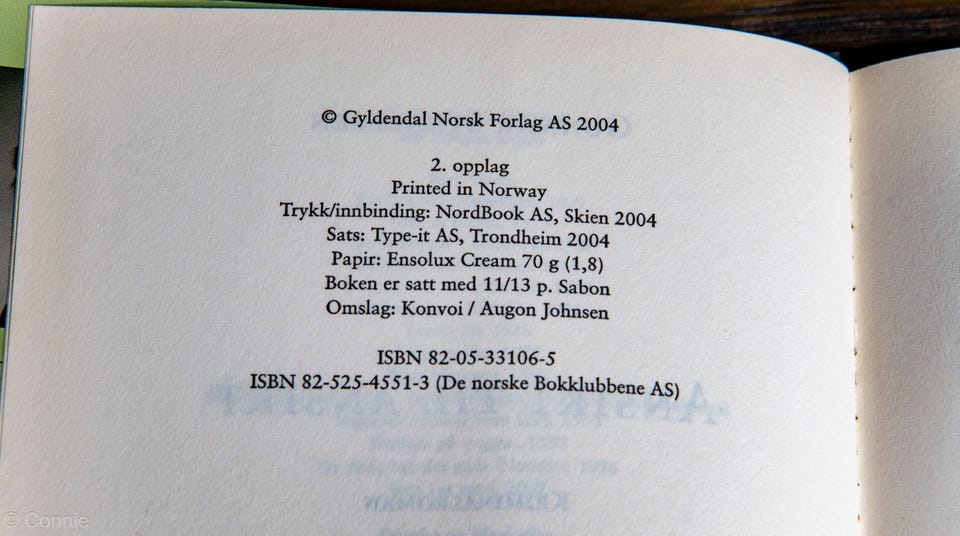 © Gyldendal Norsk Forlag AS 2004
2. opplag
Printed in Norway
Trykk/innbinding: NordBook AS, Skien 2004
Sats: Type-it AS, Trondheim 2004
Papir: Ensolux Cream 70 g (1,8)
Boken er satt med 11/13 p. Sabon
Omslag: Konvoi / Augon Johnsen
ISBN 82-05-33106-5
ISBN 82-525-4551-3 (De norske Bokklubbene AS)
© Connie